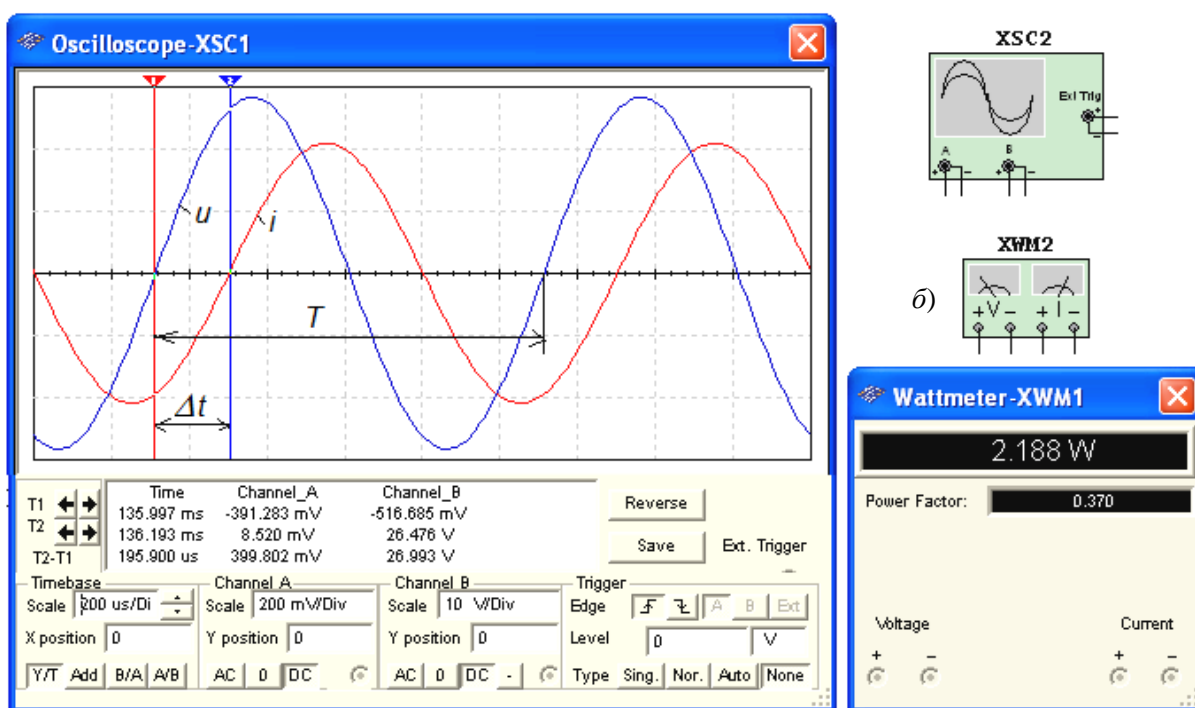 Oscilloscope-XSC1
1 2
u
i
T
Δt
Time Channel_A Channel_B
T1 135.997 ms -391.283 mV -516.685 mV
T2 136.193 ms 8.520 mV 26.476 V
T2-T1 195.900 us 399.802 mV 26.993 V
Reverse
Save
Ext. Trigger
Timebase
Scale 200 us/Di
X position 0
Y/T Add B/A A/B
Channel A
Scale 200 mV/Div
Y position 0
AC 0 DC
Channel B
Scale 10 V/Div
Y position 0
AC 0 DC -
Trigger
Edge A B Ext
Level 0 V
Type Sing. Nor. Auto None
XSC2
Ext Trig
+
-
A B
+ - + -
XWM2
б)
+ V - + I -
Wattmeter-XWM1
2.188 W
Power Factor: 0.370
Voltage Current
+ - + -